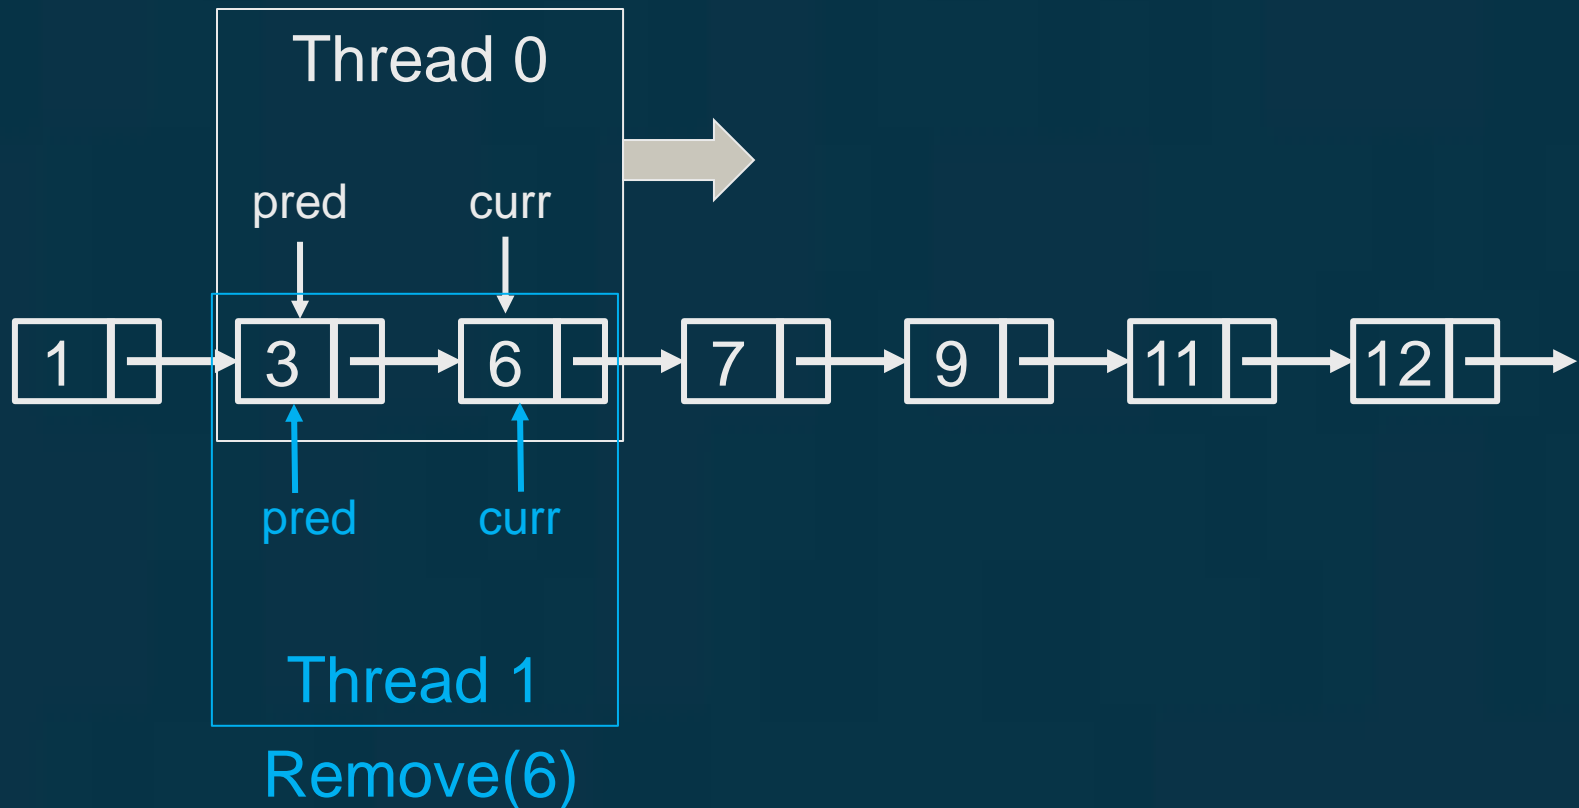 Thread 0
pred curr
1 3 6 7 9 11 12
pred curr
Thread 1
Remove(6)